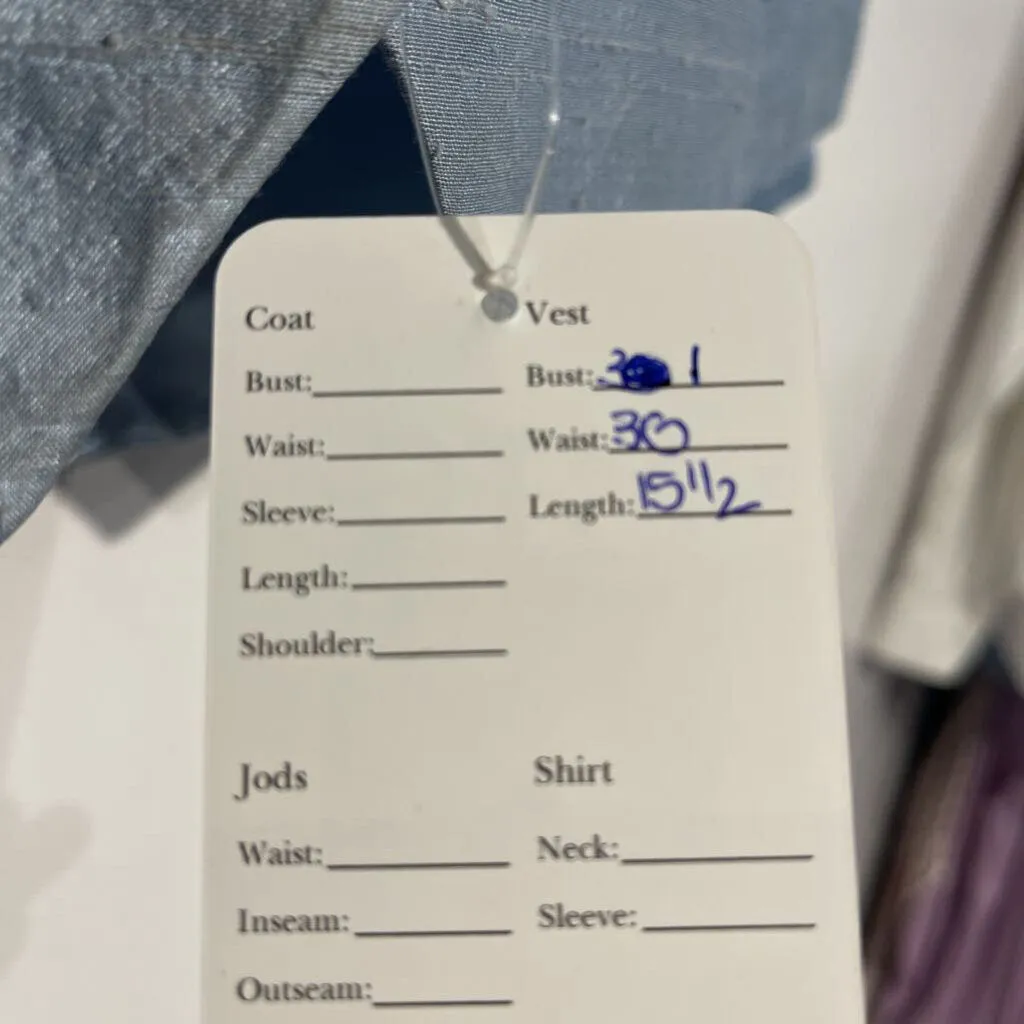 Coat
Bust:
Waist:
Sleeve:
Length:
Shoulder:
Vest
Bust:
Waist: 30
Length: 15 1/2
Jods
Waist:
Inseam:
Outseam:
Shirt
Neck:
Sleeve: